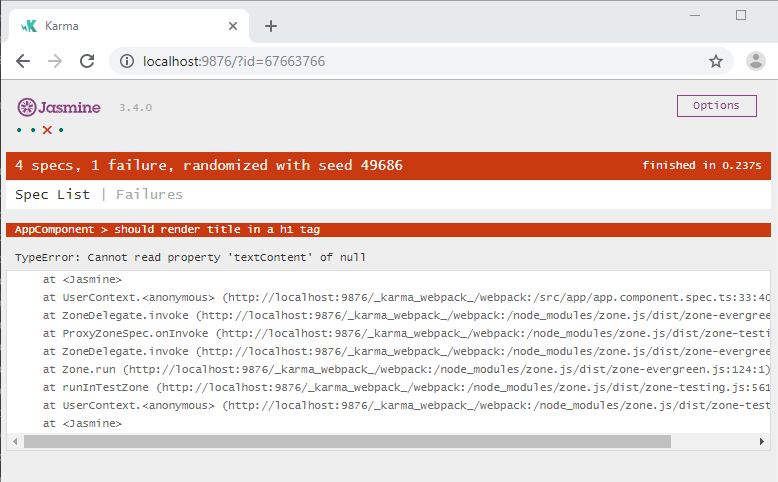 Karma
localhost:9876/?id=67663766
Jasmine 3.4.0
Options
4 specs, 1 failure, randomized with seed 49686
finished in 0.237s
Spec List | Failures
AppComponent > should render title in a h1 tag
TypeError: Cannot read property 'textContent' of null
at <Jasmine>
at UserContext.<anonymous> (http://localhost:9876/_karma_webpack_/webpack:/src/app/app.component.spec.ts:33:40
at ZoneDelegate.invoke (http://localhost:9876/_karma_webpack_/webpack:/node_modules/zone.js/dist/zone-evergree
at ProxyZoneSpec.onInvoke (http://localhost:9876/_karma_webpack_/webpack:/node_modules/zone.js/dist/zone-testi
at ZoneDelegate.invoke (http://localhost:9876/_karma_webpack_/webpack:/node_modules/zone.js/dist/zone-evergree
at Zone.run (http://localhost:9876/_karma_webpack_/webpack:/node_modules/zone.js/dist/zone-evergreen.js:124:1)
at runInTestZone (http://localhost:9876/_karma_webpack_/webpack:/node_modules/zone.js/dist/zone-testing.js:561
at UserContext.<anonymous> (http://localhost:9876/_karma_webpack_/webpack:/node_modules/zone.js/dist/zone-test
at <Jasmine>